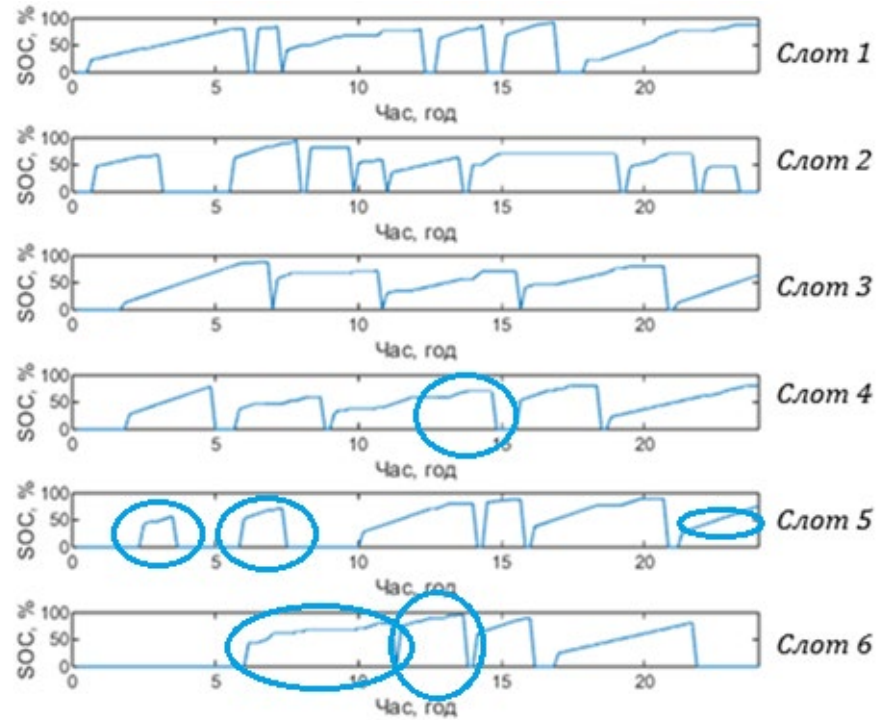 SOC, %
100
50
0
0 5 10 15 20
Час, год
Слот 1
SOC, %
100
50
0
0 5 10 15 20
Час, год
Слот 2
SOC, %
100
50
0
0 5 10 15 20
Час, год
Слот 3
SOC, %
100
50
0
0 5 10 15 20
Час, год
Слот 4
SOC, %
100
50
0
0 5 10 15 20
Час, год
Слот 5
SOC, %
100
50
0
0 5 10 15 20
Час, год
Слот 6